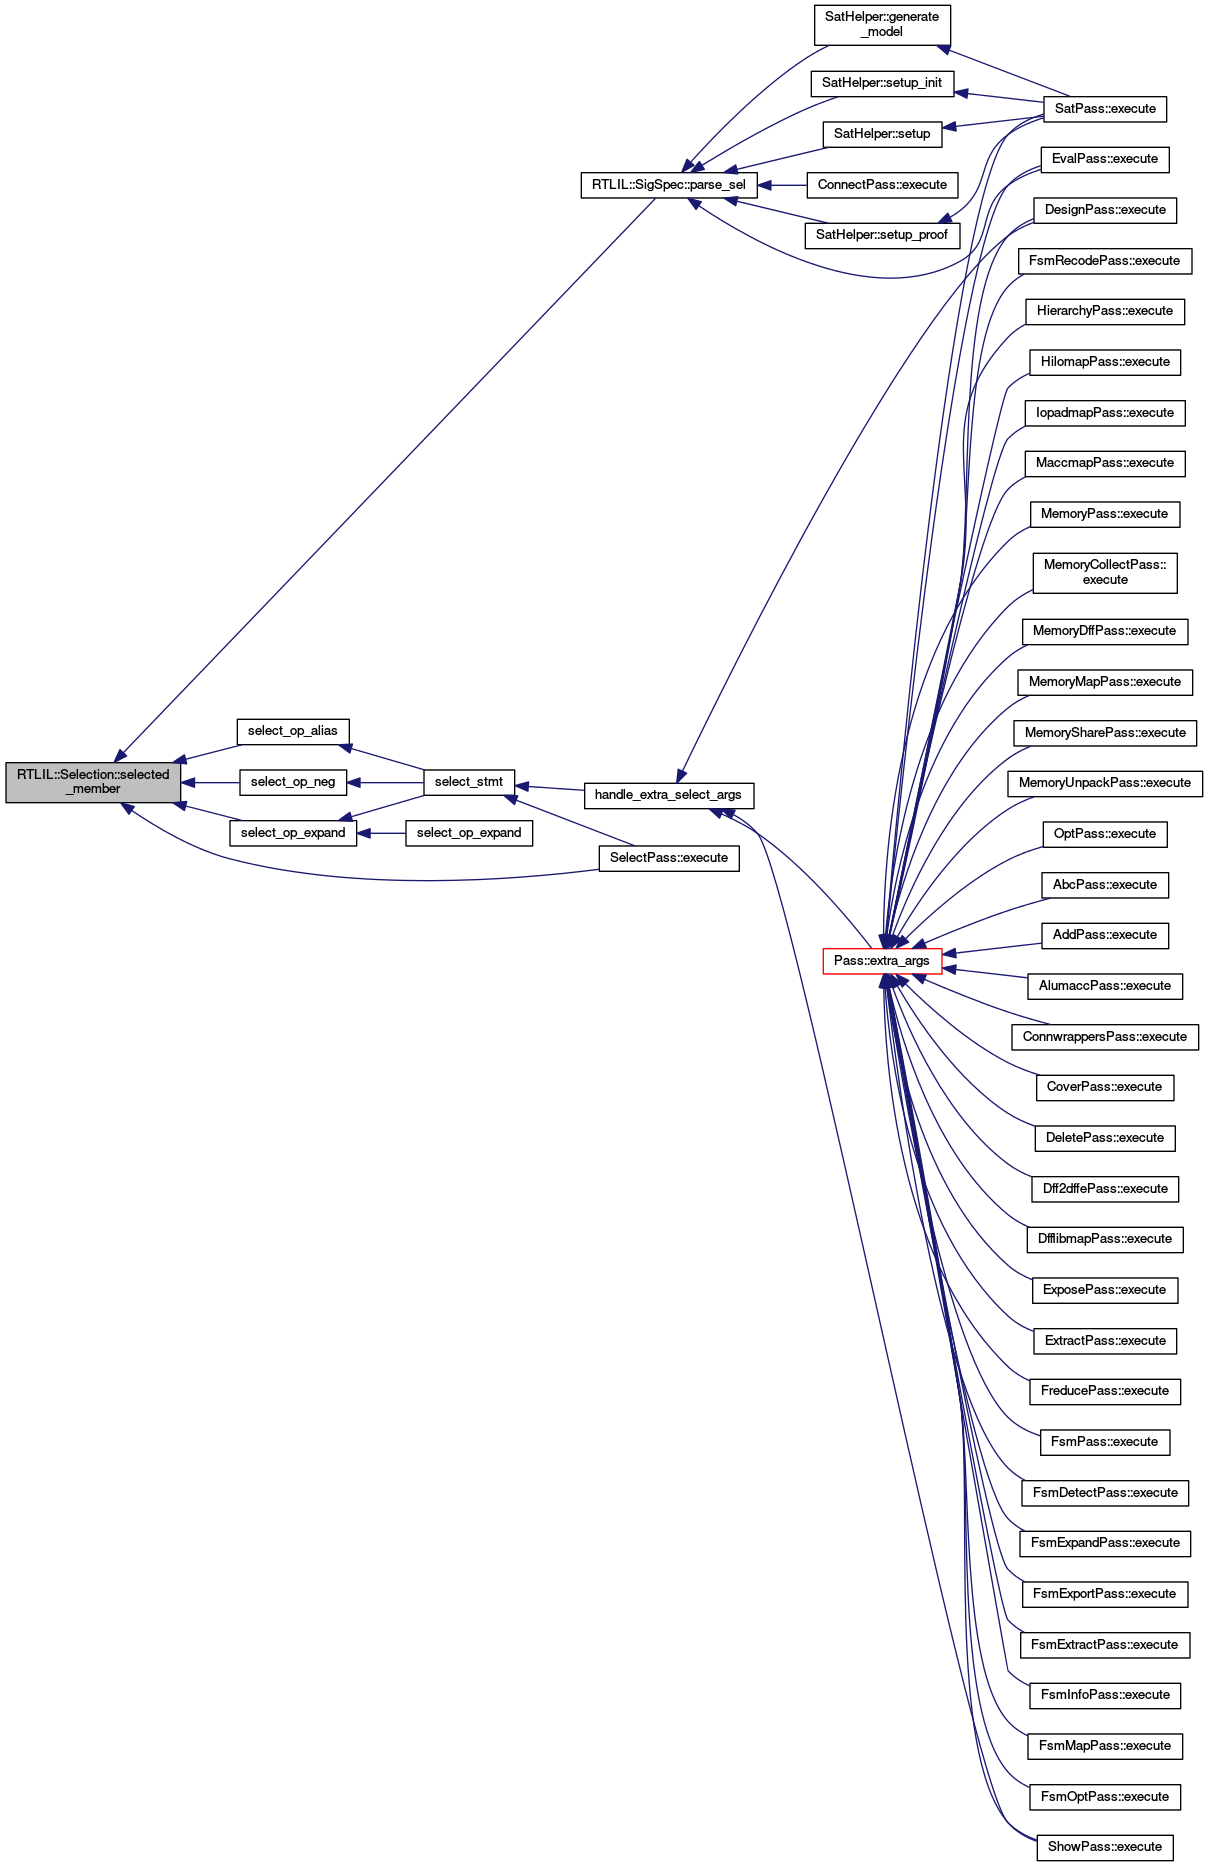 SatHelper::generate
_model
SatHelper::setup_init
SatPass::execute
SatHelper::setup
EvalPass::execute
RTLIL::SigSpec::parse_sel
ConnectPass::execute
DesignPass::execute
SatHelper::setup_proof
FsmRecodePass::execute
HierarchyPass::execute
HilomapPass::execute
IopadmapPass::execute
MaccmapPass::execute
MemoryPass::execute
MemoryCollectPass::
execute
MemoryDffPass::execute
MemoryMapPass::execute
select_op_alias
MemorySharePass::execute
RTLIL::Selection::selected
_member
select_op_neg
select_stmt
handle_extra_select_args
MemoryUnpackPass::execute
select_op_expand
select_op_expand
OptPass::execute
SelectPass::execute
AbcPass::execute
AddPass::execute
Pass::extra_args
AlumaccPass::execute
ConnwrappersPass::execute
CoverPass::execute
DeletePass::execute
Dff2dffePass::execute
DfflibmapPass::execute
ExposePass::execute
ExtractPass::execute
FreducePass::execute
FsmPass::execute
FsmDetectPass::execute
FsmExpandPass::execute
FsmExportPass::execute
FsmExtractPass::execute
FsmInfoPass::execute
FsmMapPass::execute
FsmOptPass::execute
ShowPass::execute